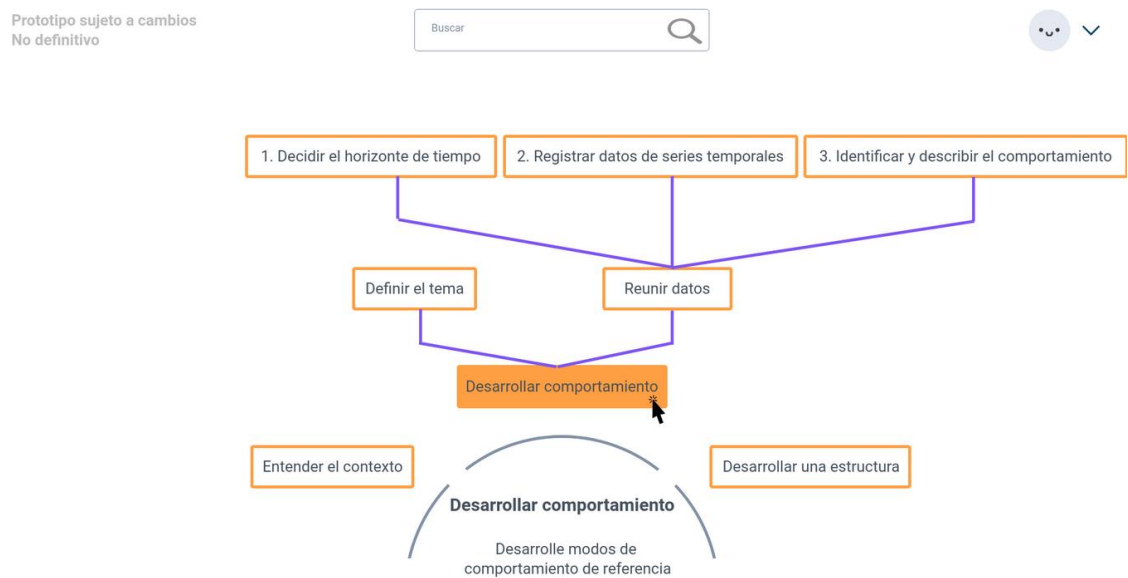 Prototipo sujeto a cambios
No definitivo
Buscar
1. Decidir el horizonte de tiempo
2. Registrar datos de series temporales
3. Identificar y describir el comportamiento
Definir el tema
Reunir datos
Desarrollar comportamiento
Entender el contexto
Desarrollar una estructura
Desarrollar comportamiento
Desarrolle modos de
comportamiento de referencia